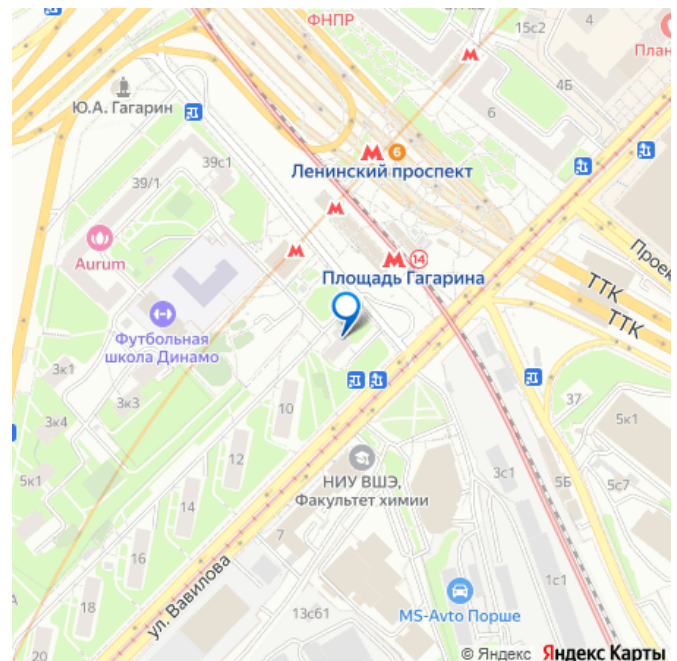 ФНПР
15с2
План
4Б
6
Ю.А. Гагарин
6
Ленинский проспект
39с1
39/1
Aurum
14
Площадь Гагарина
Проек
ТТК
ТТК
Футбольная
школа Динамо
3к1
3к3
3к4
5к1
10
12
14
16
18
20
37
5к1
НИУ ВШЭ,
Факультет химии
3с1
5Б
5с7
7
ул. Вавилова
1с1
13с61
MS-Avto Порше
© Яндекс Яндекс Карты